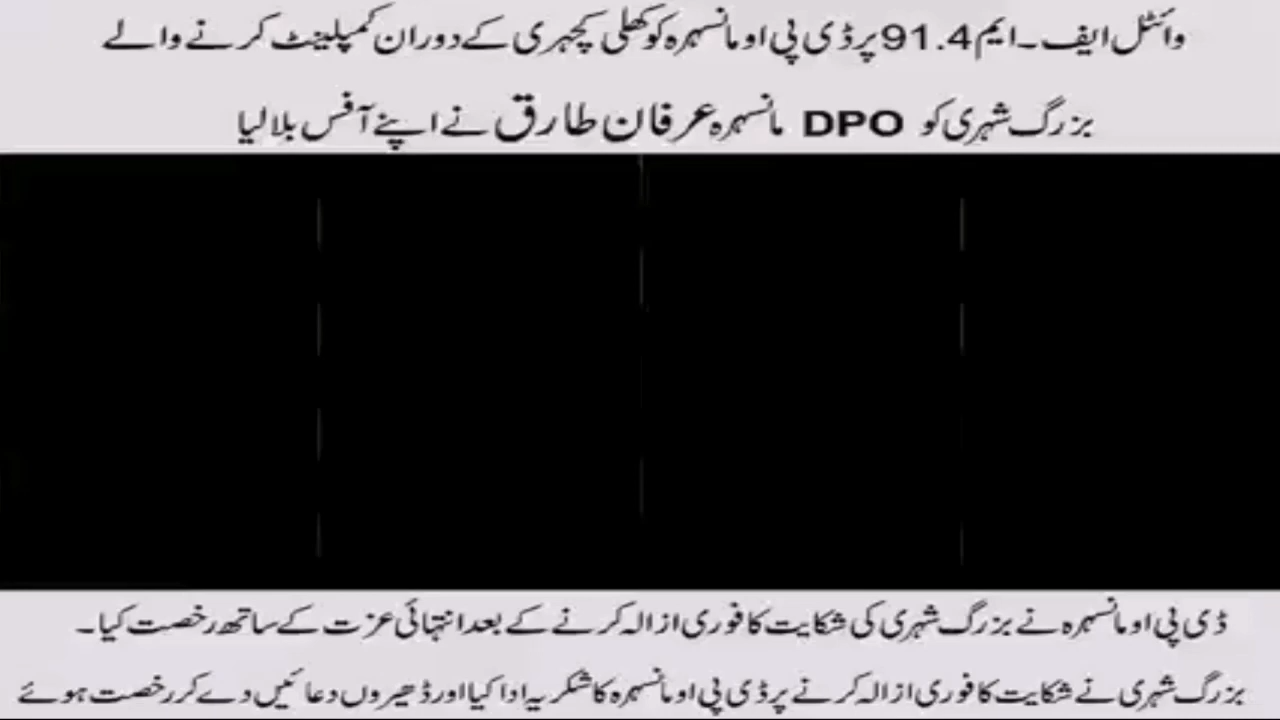 وائٹل ایف۔ایم 91.4 پر ڈی پی او مانسہرہ کو کھلی کچہری کے دوران کمپلینٹ کرنے والے
بزرگ شہری کو DPO مانسہرہ عرفان طارق نے اپنے آفس بلا لیا
ڈی پی او مانسہرہ نے بزرگ شہری کی شکایت کا فوری ازالہ کرنے کے بعد انتہائی عزت کے ساتھ رخصت کیا۔
بزرگ شہری نے شکایت کا فوری ازالہ کرنے پر ڈی پی او مانسہرہ کا شکریہ ادا کیا اور ڈھیروں دعائیں دے کر رخصت ہوئے